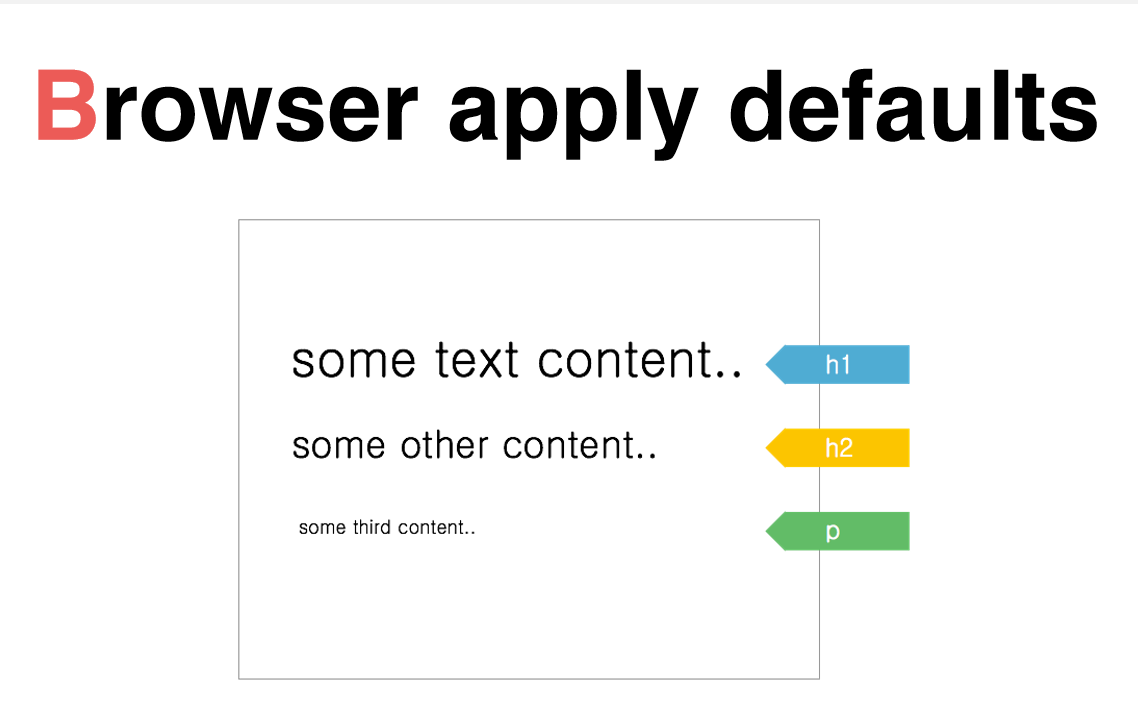 Browser apply defaults
some text content.. h1
some other content.. h2
some third content.. p